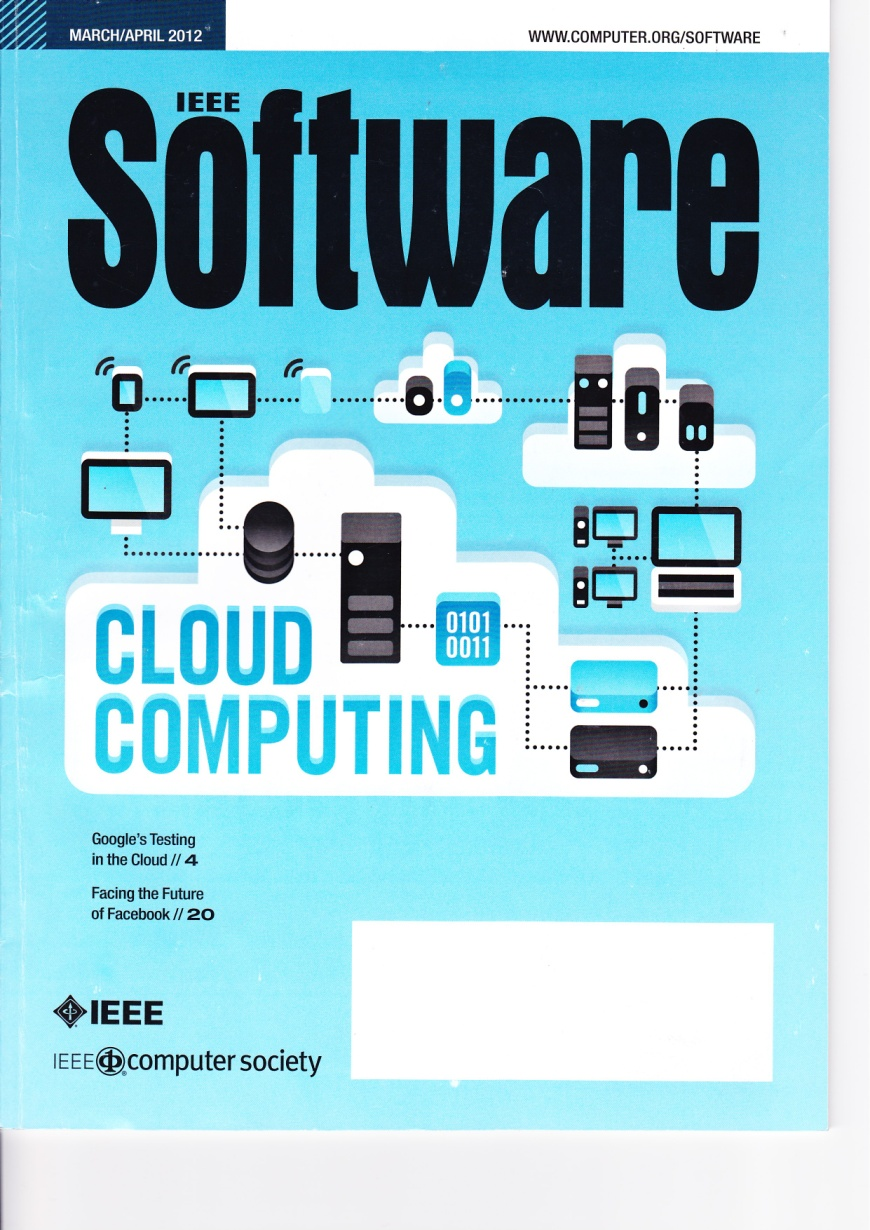 MARCH/APRIL 2012
WWW.COMPUTER.ORG/SOFTWARE
IEEE
Software
0101
0011
CLOUD
COMPUTING
Google's Testing
in the Cloud // 4
Facing the Future
of Facebook // 20
IEEE
IEEE computer society